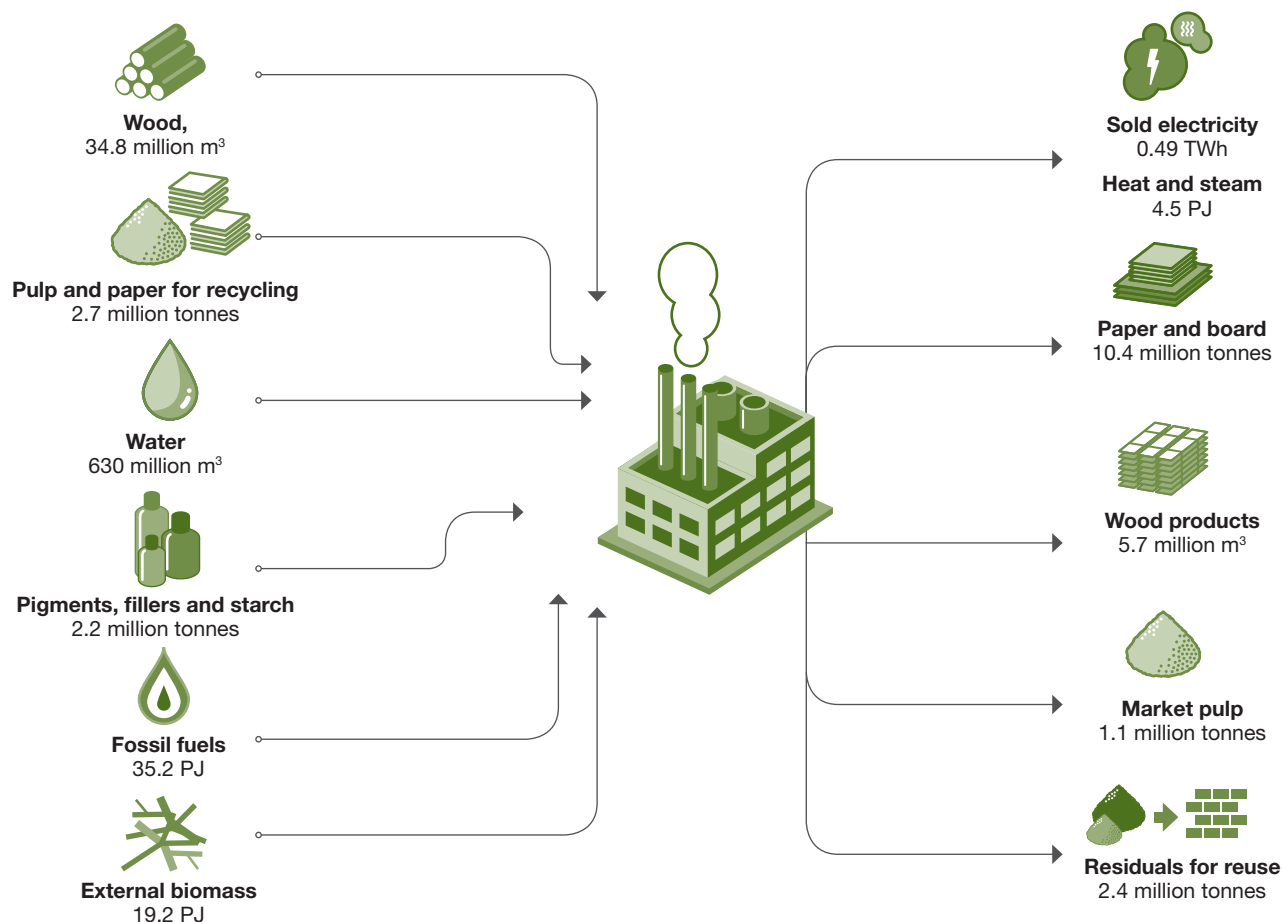 Wood,
34.8 million m³
Pulp and paper for recycling
2.7 million tonnes
Water
630 million m³
Pigments, fillers and starch
2.2 million tonnes
Fossil fuels
35.2 PJ
External biomass
19.2 PJ
Sold electricity
0.49 TWh
Heat and steam
4.5 PJ
Paper and board
10.4 million tonnes
Wood products
5.7 million m³
Market pulp
1.1 million tonnes
Residuals for reuse
2.4 million tonnes